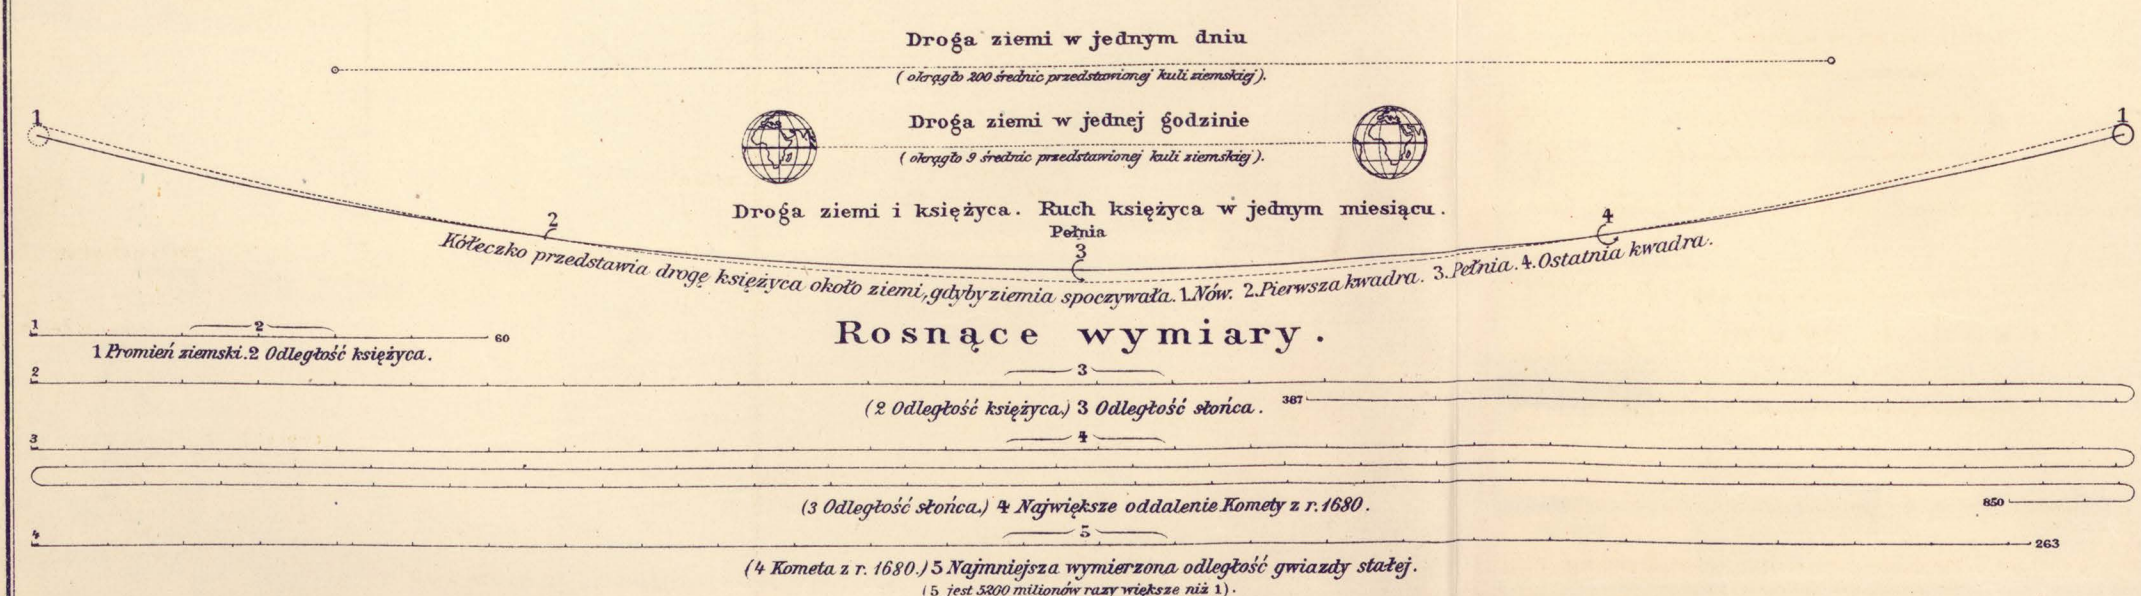 Droga ziemi w jednym dniu
(okrągło 200 średnic przedstawionej kuli ziemskiej).
Droga ziemi w jednej godzinie
(okrągło 9 średnic przedstawionej kuli ziemskiej).
1
1
Droga ziemi i księżyca. Ruch księżyca w jednym miesiącu.
Pełnia
2
3
4
Kółeczko przedstawia drogę księżyca około ziemi, gdyby ziemia spoczywała. 1.Nów. 2.Pierwsza kwadra. 3.Pełnia. 4.Ostatnia kwadra.
Rosnące wymiary.
1 2 60
1 Promień ziemski. 2 Odległość księżyca.
2 3
(2 Odległość księżyca.) 3 Odległość słońca. 387
3 4
850
(3 Odległość słońca.) 4 Największe oddalenie Komety z r. 1680.
4 5 263
(4 Kometa z r. 1680.) 5 Najmniejsza wymierzona odległość gwiazdy stałej.
(5 jest 5200 milionów razy większe niż 1).